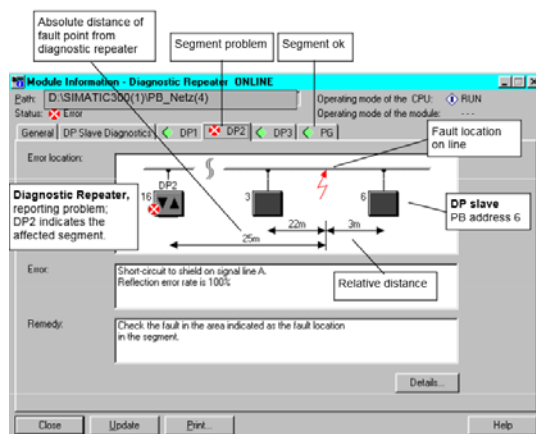 Absolute distance of
fault point from
diagnostic repeater
Segment problem
Segment ok
Module Information - Diagnostic Repeater ONLINE
Path: D:\SIMATIC300(1)\PB_Netz(4)
Operating mode of the CPU: RUN
Status: Error
Operating mode of the module: ---
General DP Slave Diagnostics DP1 DP2 DP3 PG
Fault location
on line
Error location:
DP2
16
3
6
Diagnostic Repeater,
reporting problem;
DP2 indicates the
affected segment.
DP slave
PB address 6
22m
3m
25m
Error:
Short-circuit to shield on signal line A.
Reflection error rate is 100%
Relative distance
Remedy:
Check the fault in the area indicated as the fault location
in the segment.
Details...
Close Update Print... Help